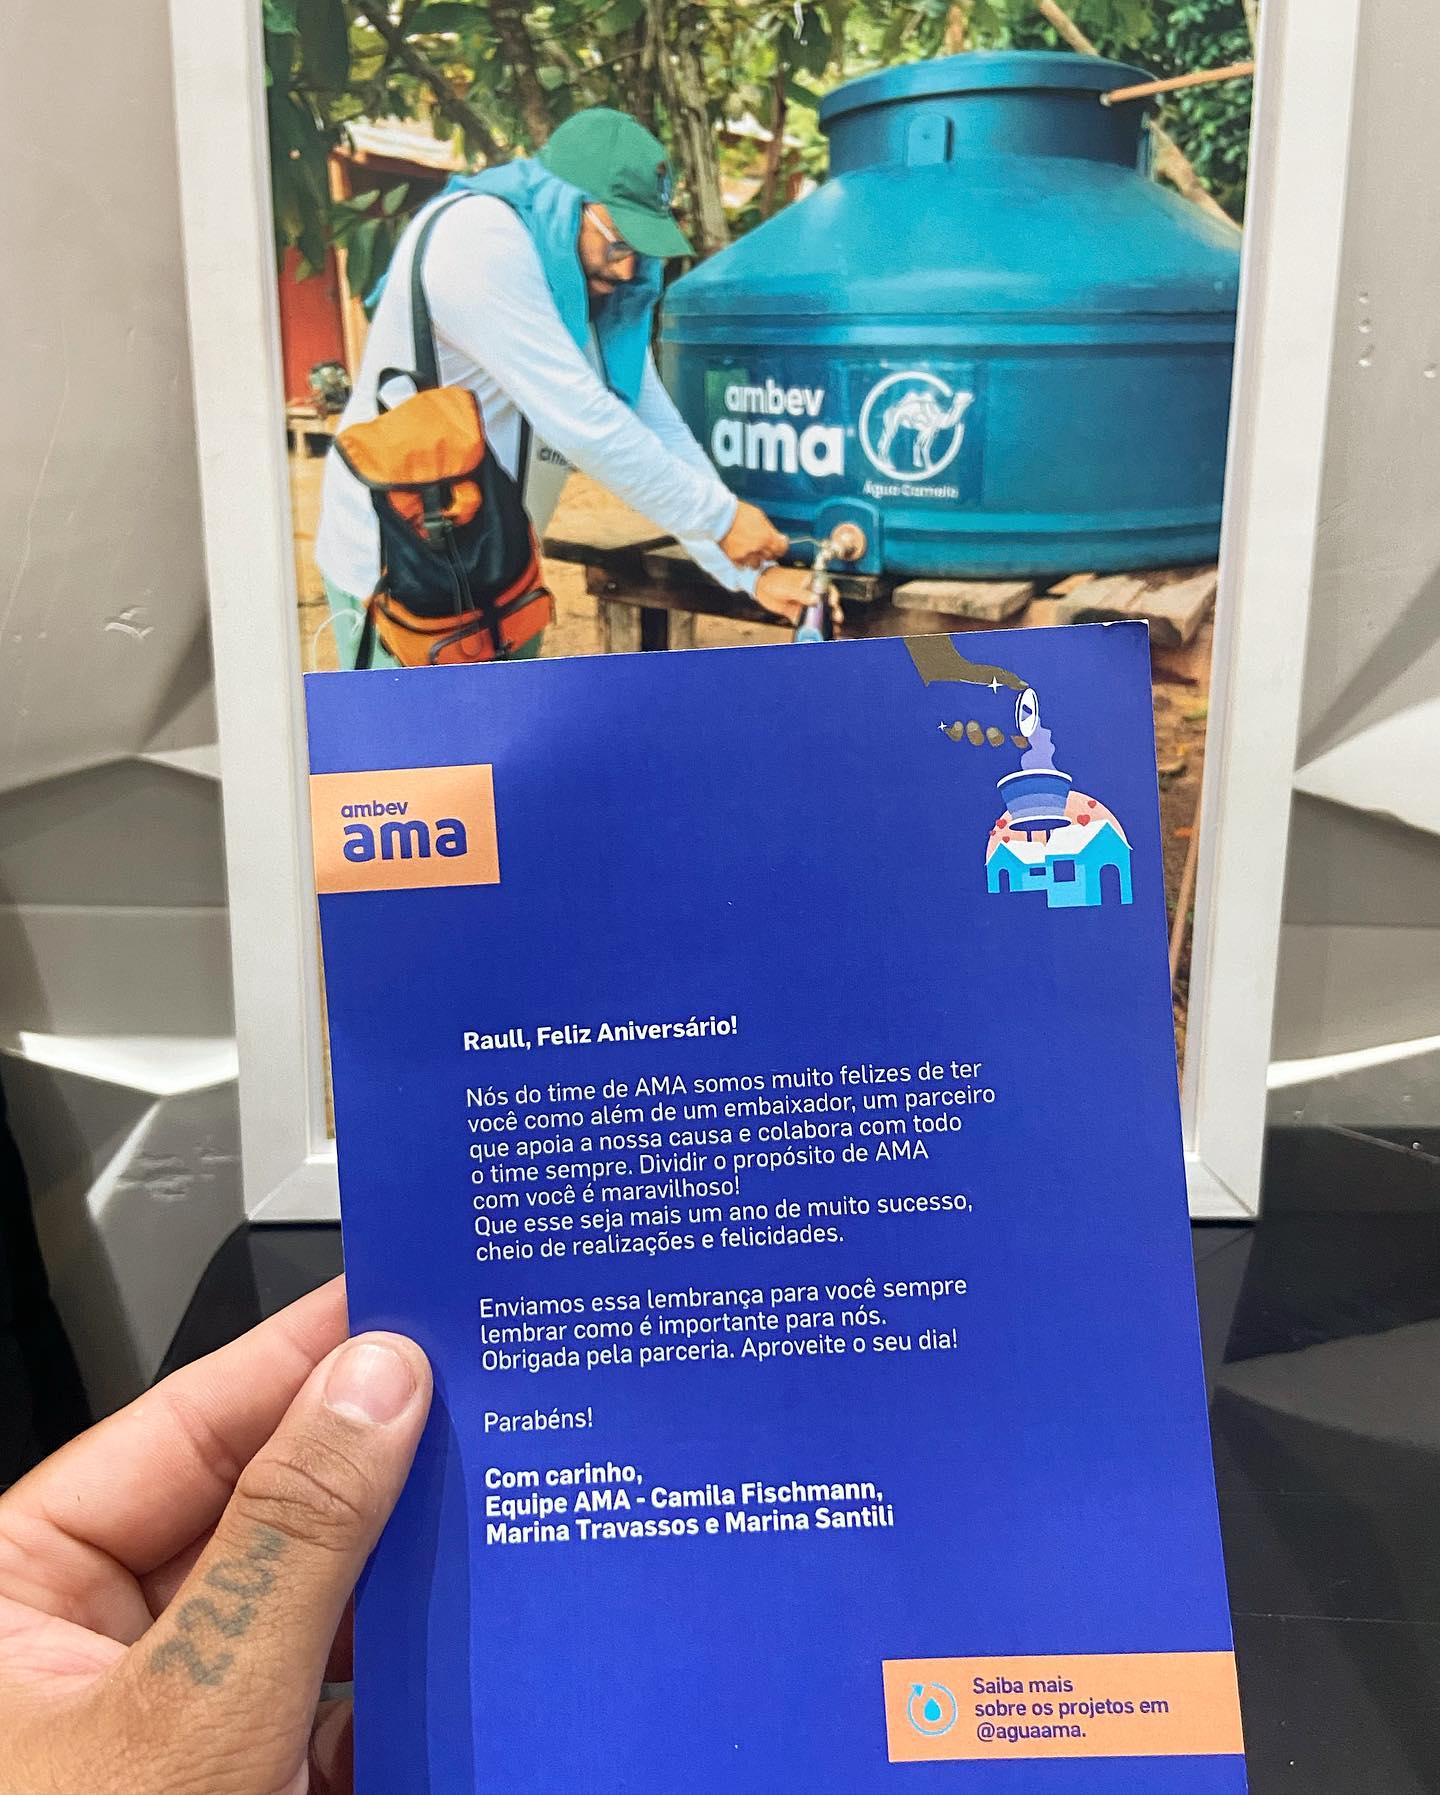 ambev
ama
Água Camelo
ambev
ama
Raull, Feliz Aniversário!
Nós do time de AMA somos muito felizes de ter
você como além de um embaixador, um parceiro
que apoia a nossa causa e colabora com todo
o time sempre. Dividir o propósito de AMA
com você é maravilhoso!
Que esse seja mais um ano de muito sucesso,
cheio de realizações e felicidades.
Enviamos essa lembrança para você sempre
lembrar como é importante para nós.
Obrigada pela parceria. Aproveite o seu dia!
Parabéns!
Com carinho,
Equipe AMA - Camila Fischmann,
Marina Travassos e Marina Santili
220w
Saiba mais
sobre os projetos em
@aguaama.